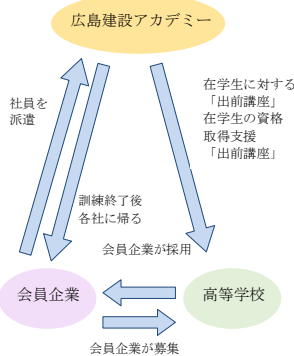 広島建設アカデミー
社員を
派遣
在学生に対する
「出前講座」
在学生の資格
取得支援
「出前講座」
訓練終了後
各社に帰る
会員企業が採用
会員企業
高等学校
会員企業が募集